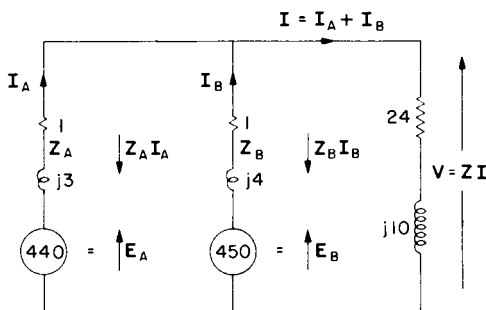 I = I_A + I_B
I_A
I_B
1
Z_A
Z_A I_A
1
Z_B
Z_B I_B
24
V = Z I
j3
j4
j10
440 = E_A
450 = E_B